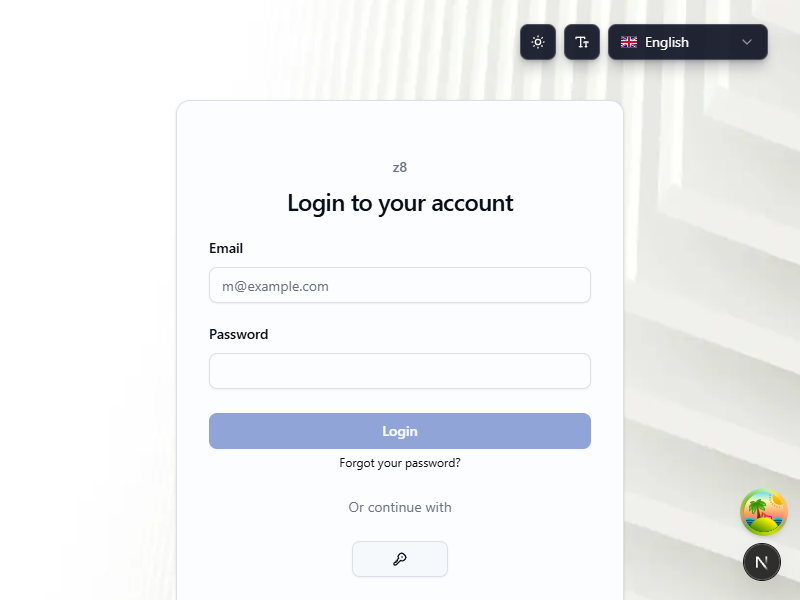 English
z8
Login to your account
Email
m@example.com
Password
Login
Forgot your password?
Or continue with
N